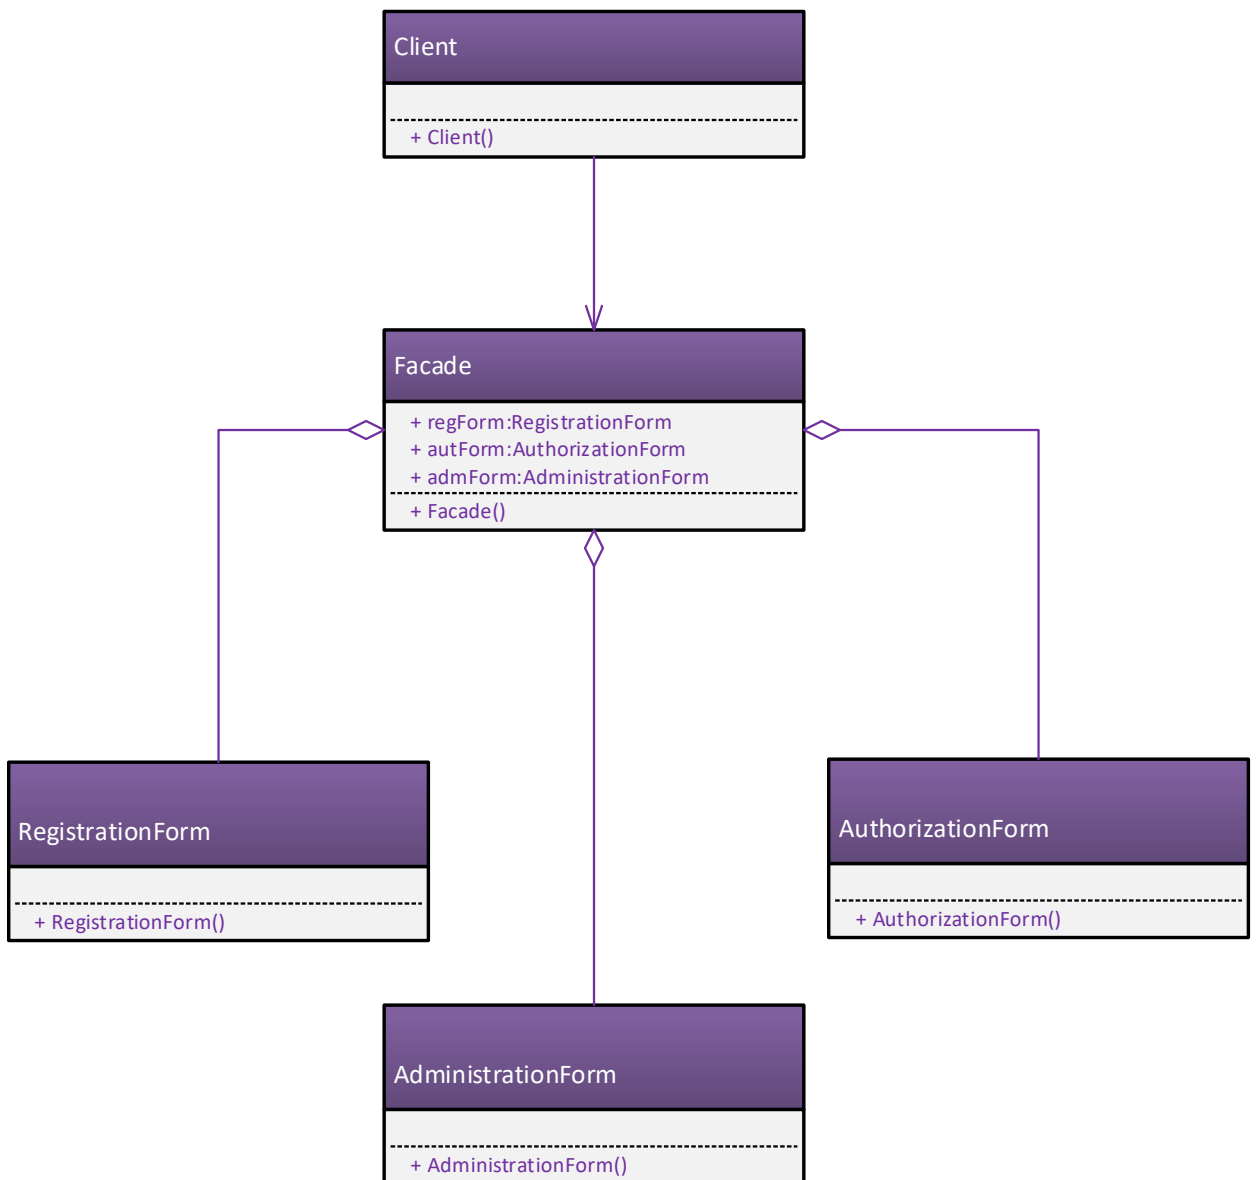 Client
+ Client()
Facade
+ regForm:RegistrationForm
+ autForm:AuthorizationForm
+ admForm:AdministrationForm
+ Facade()
RegistrationForm
+ RegistrationForm()
AuthorizationForm
+ AuthorizationForm()
AdministrationForm
+ AdministrationForm()